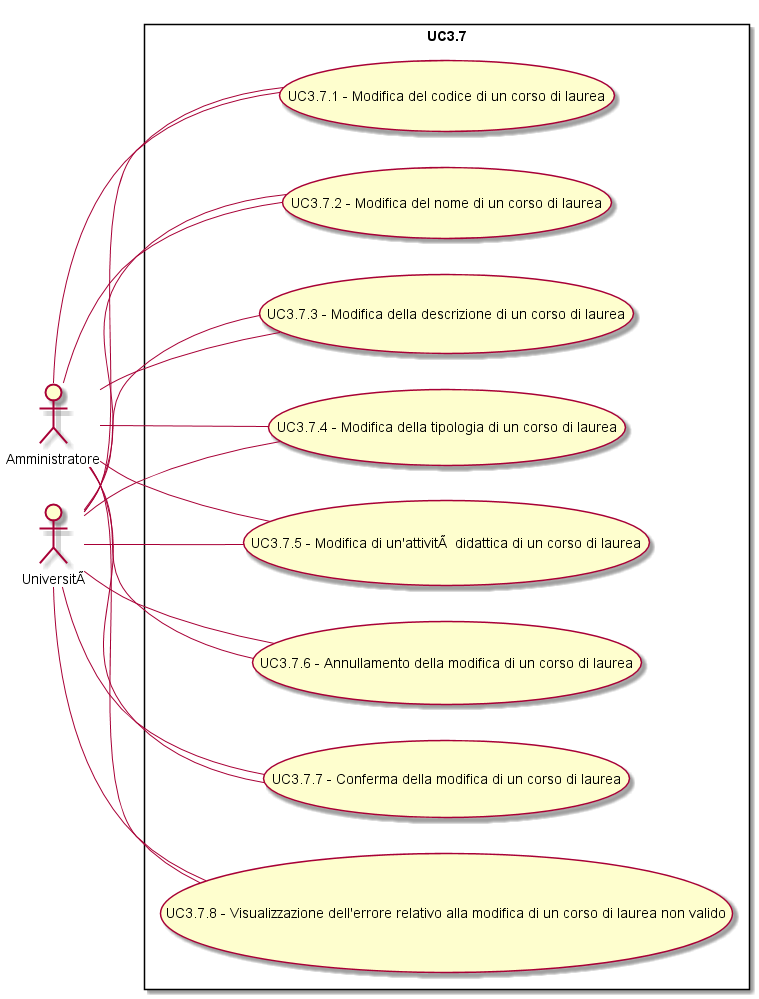 UC3.7
UC3.7.1 - Modifica del codice di un corso di laurea
UC3.7.2 - Modifica del nome di un corso di laurea
UC3.7.3 - Modifica della descrizione di un corso di laurea
UC3.7.4 - Modifica della tipologia di un corso di laurea
Amministratore
UC3.7.5 - Modifica di un'attivitÃ  didattica di un corso di laurea
UniversitÃ
UC3.7.6 - Annullamento della modifica di un corso di laurea
UC3.7.7 - Conferma della modifica di un corso di laurea
UC3.7.8 - Visualizzazione dell'errore relativo alla modifica di un corso di laurea non valido